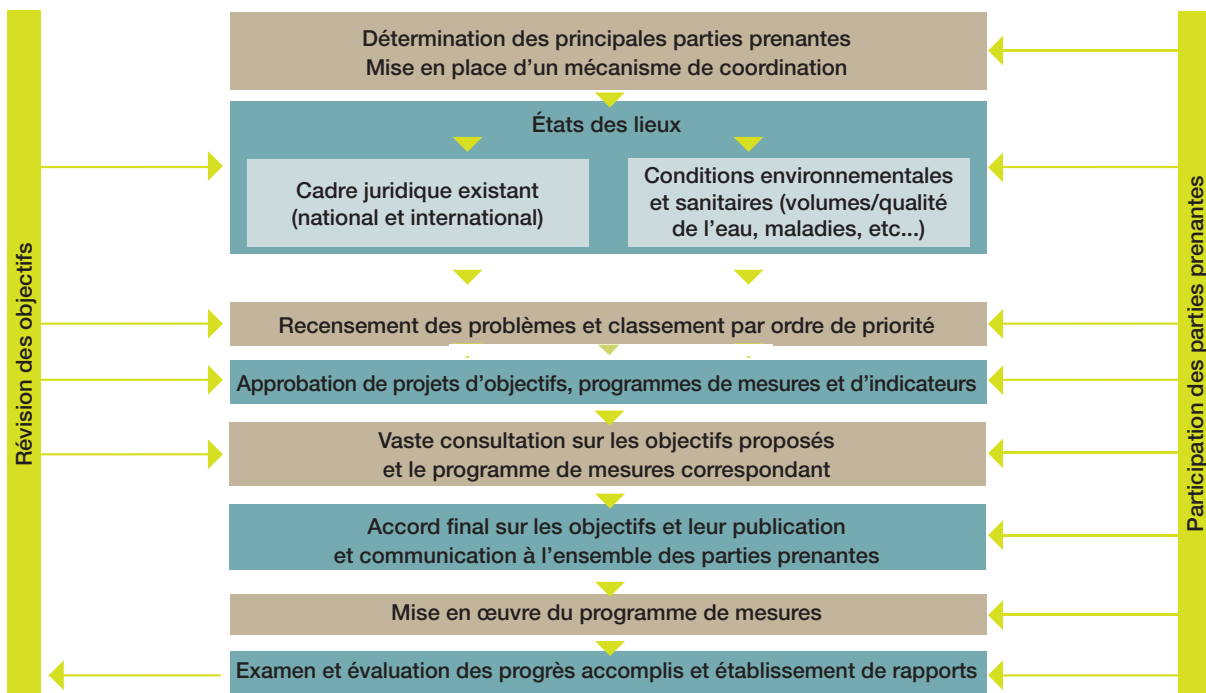 Détermination des principales parties prenantes
Mise en place d'un mécanisme de coordination
États des lieux
Cadre juridique existant
(national et international)
Conditions environnementales
et sanitaires (volumes/qualité
de l'eau, maladies, etc...)
Recensement des problèmes et classement par ordre de priorité
Approbation de projets d'objectifs, programmes de mesures et d'indicateurs
Vaste consultation sur les objectifs proposés
et le programme de mesures correspondant
Accord final sur les objectifs et leur publication
et communication à l'ensemble des parties prenantes
Mise en œuvre du programme de mesures
Examen et évaluation des progrès accomplis et établissement de rapports
Révision des objectifs
Participation des parties prenantes